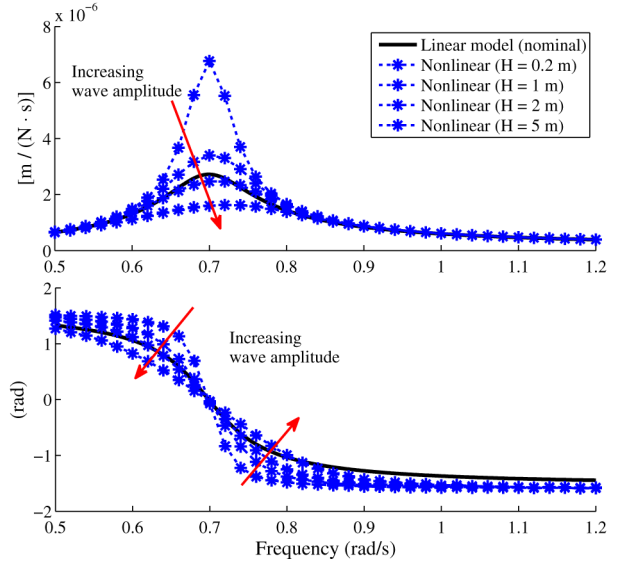 x 10⁻⁶
8
6
4
2
0
[m / (N · s)]
Increasing
wave amplitude
Linear model (nominal)
Nonlinear (H = 0.2 m)
Nonlinear (H = 1 m)
Nonlinear (H = 2 m)
Nonlinear (H = 5 m)
0.5 0.6 0.7 0.8 0.9 1 1.1 1.2
2
1
0
−1
−2
(rad)
Increasing
wave amplitude
0.5 0.6 0.7 0.8 0.9 1 1.1 1.2
Frequency (rad/s)